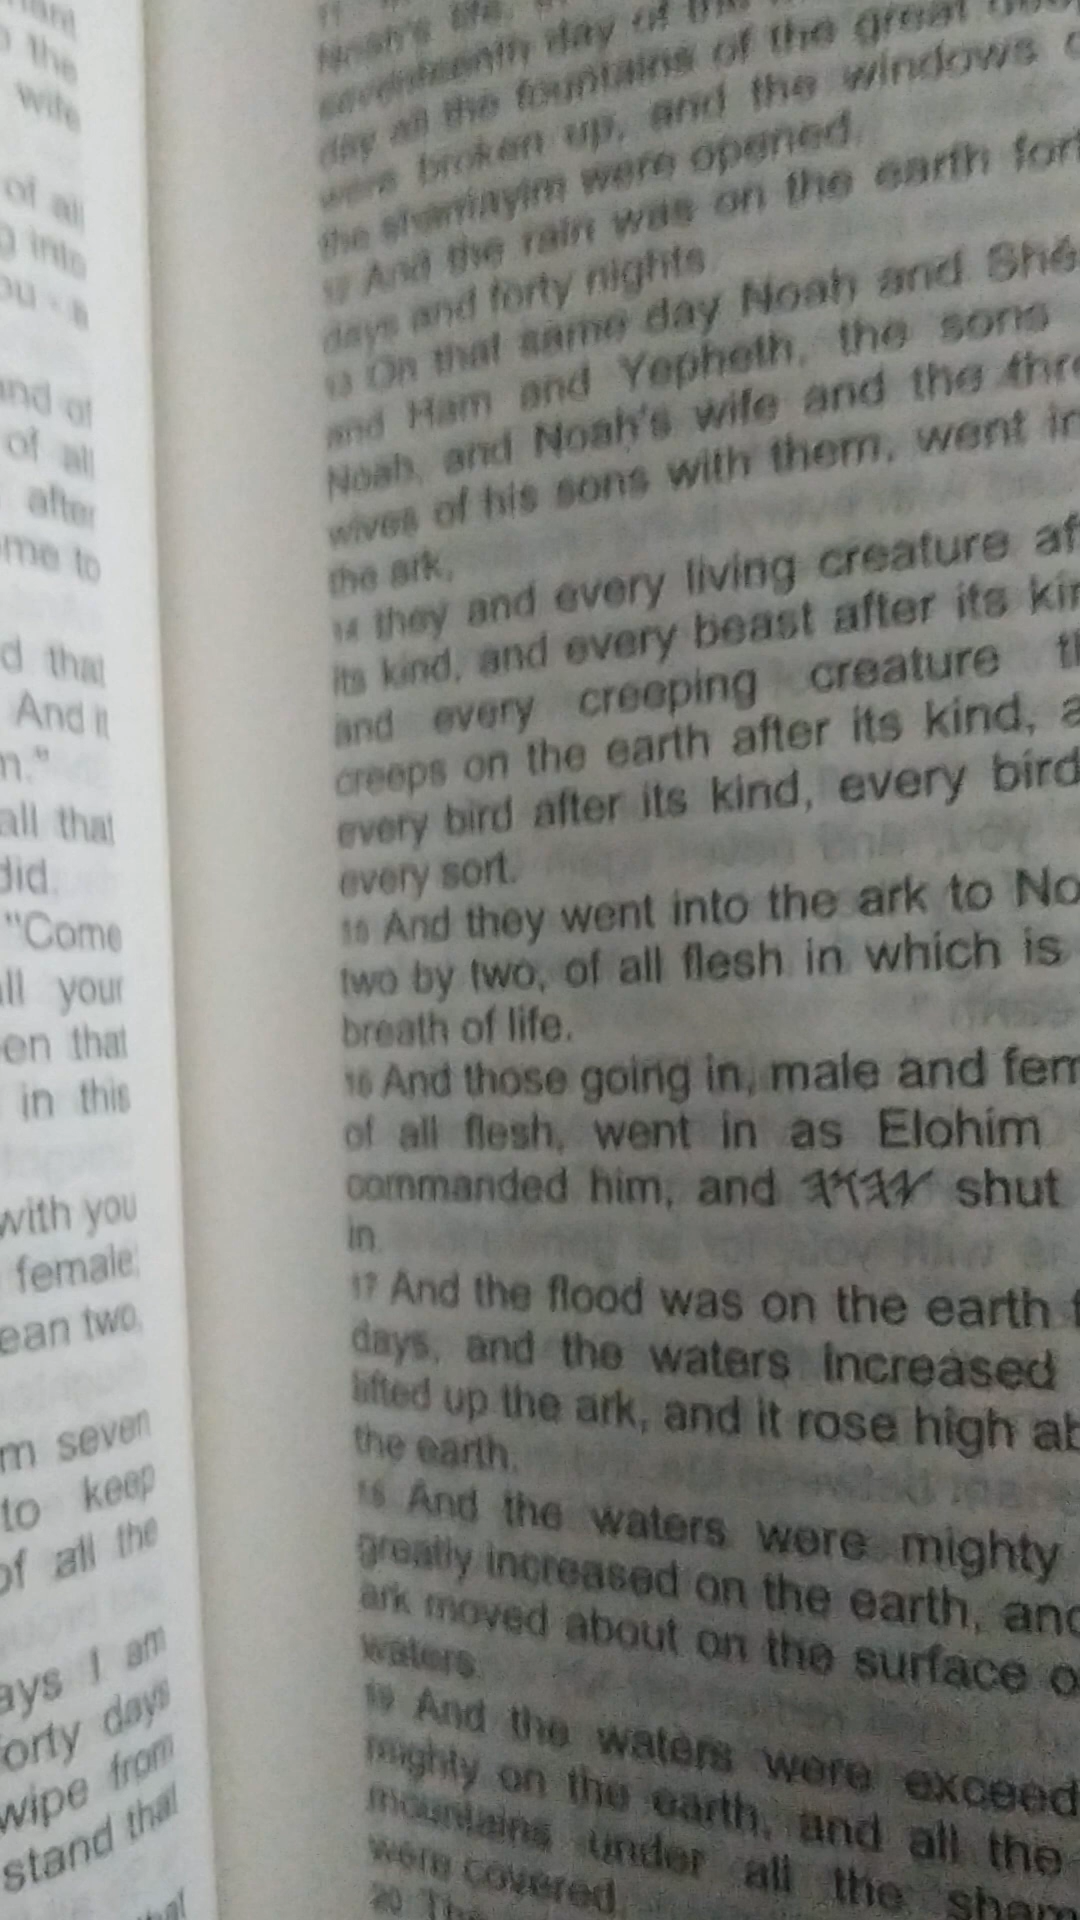 the
wife
of all
into
and of
of all
after
me to
d that
And it
m."
all that
did.
"Come
all your
en that
in this
with you
female,
ean two,
m seven
to keep
of all the
ays I am
orty days
wipe from
stand that
that
11
Noah's life,
seventeenth day of
day all the fountains of the great
were broken up, and the windows
the shamayim were opened.
12 And the rain was on the earth fort
days and forty nights.
13 On that same day Noah and Shĕ
and Ham and Yepheth, the sons
Noah, and Noah's wife and the thre
wives of his sons with them, went in
the ark,
14 they and every living creature af
its kind, and every beast after its kin
and every creeping creature th
creeps on the earth after its kind, a
every bird after its kind, every bird
every sort.
15 And they went into the ark to No
two by two, of all flesh in which is
breath of life.
16 And those going in, male and fem
of all flesh, went in as Elohim
commanded him, and 𐤉𐤄𐤅𐤄 shut
in.
17 And the flood was on the earth f
days, and the waters increased
lifted up the ark, and it rose high ab
the earth.
18 And the waters were mighty
greatly increased on the earth, and
ark moved about on the surface o
waters.
19 And the waters were exceed
mighty on the earth, and all the
mountains under all the sham
were covered.
20 The